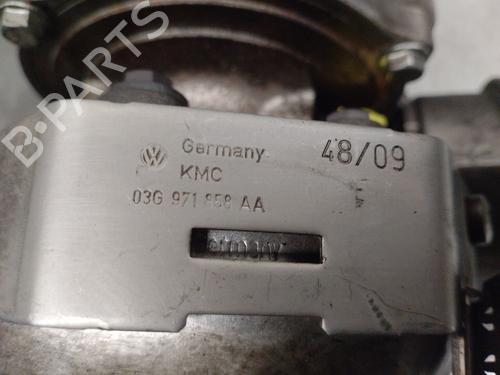 Germany 48/09
KMC
03G 971 858 AA
B-PARTS